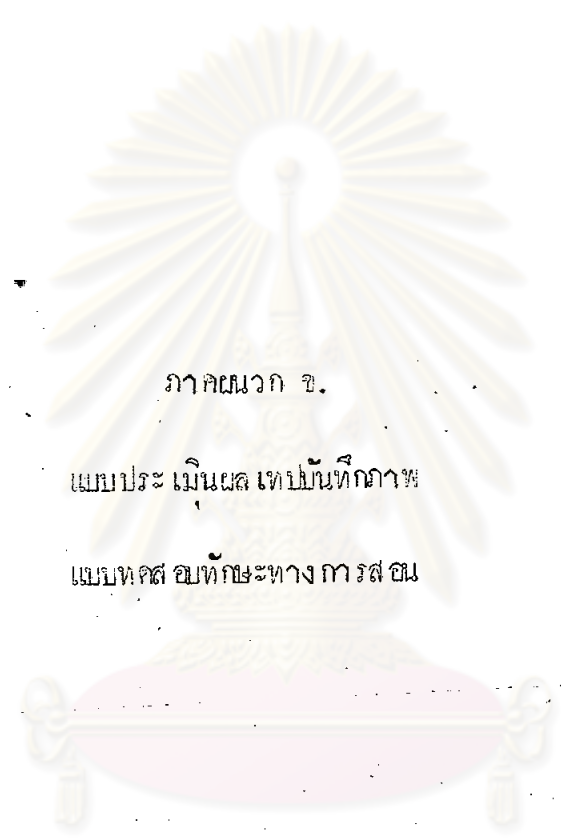 ภาคผนวก ข.
แบบประเมินผลเทปบันทึกภาพ
แบบทดสอบทักษะทางการสอน